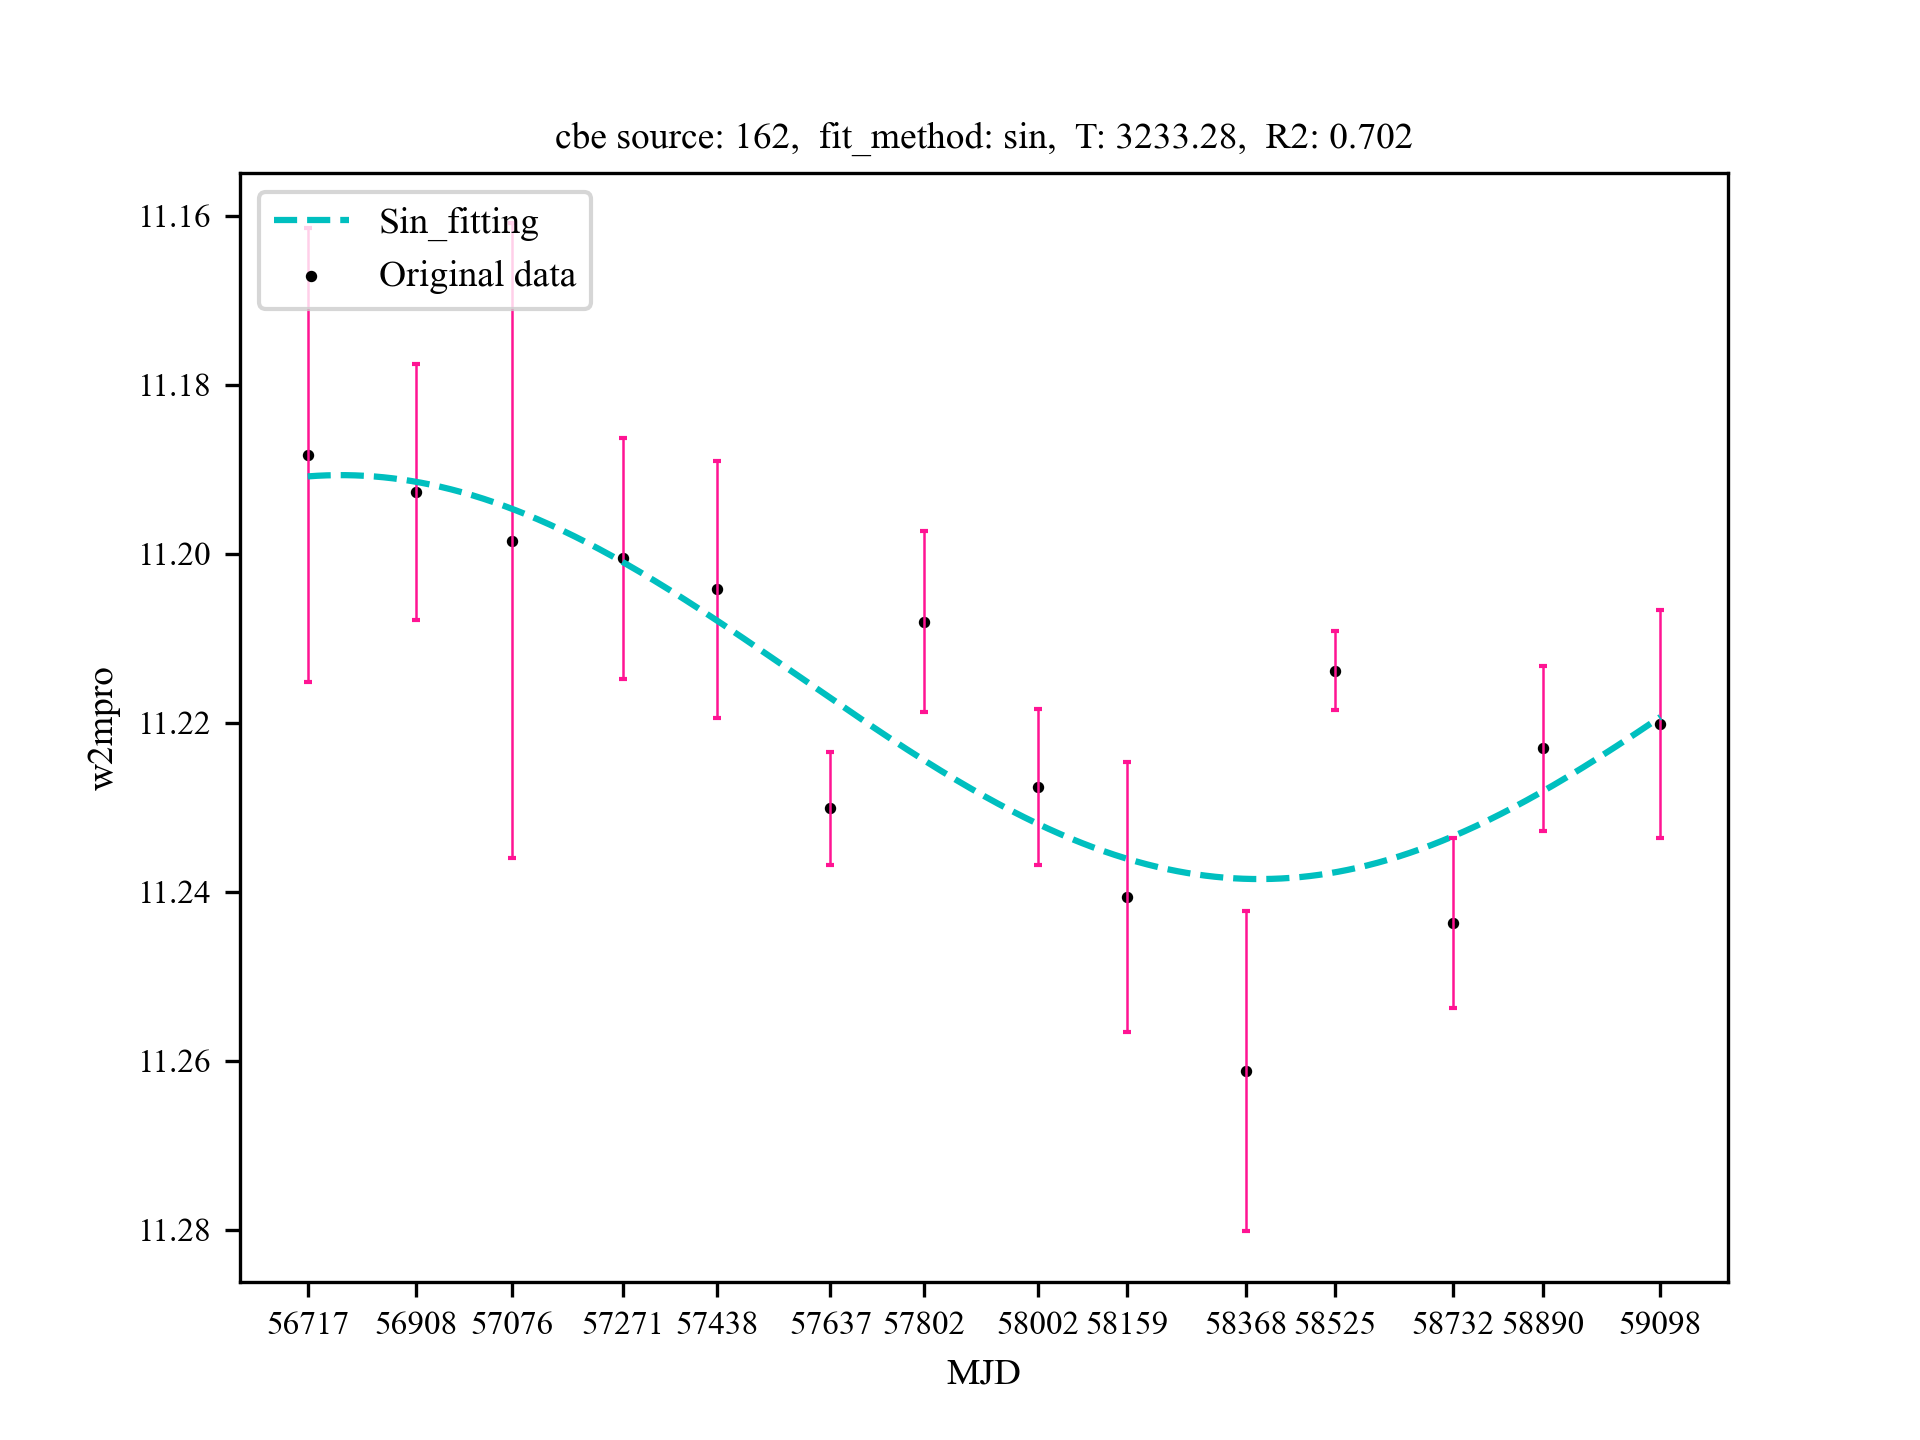 cbe source: 162,  fit_method: sin,  T: 3233.28,  R2: 0.702
Sin_fitting
Original data
11.16
11.18
11.20
11.22
11.24
11.26
11.28
w2mpro
56717 56908 57076 57271 57438 57637 57802 58002 58159 58368 58525 58732 58890 59098
MJD